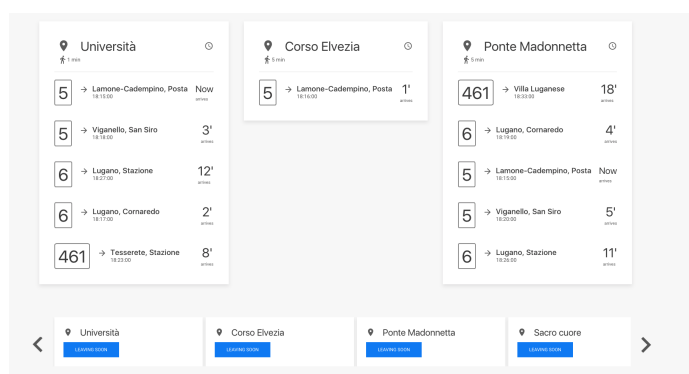 Università
1 min
5 → Lamone-Cadempino, Posta Now
18:15:00 arrives
5 → Viganello, San Siro 3'
18:18:00 arrives
6 → Lugano, Stazione 12'
18:27:00 arrives
6 → Lugano, Cornaredo 2'
18:17:00 arrives
461 → Tesserete, Stazione 8'
18:23:00 arrives
Corso Elvezia
5 min
5 → Lamone-Cadempino, Posta 1'
18:16:00 arrives
Ponte Madonnetta
5 min
461 → Villa Luganese 18'
18:33:00 arrives
6 → Lugano, Cornaredo 4'
18:19:00 arrives
5 → Lamone-Cadempino, Posta Now
18:15:00 arrives
5 → Viganello, San Siro 5'
18:20:00 arrives
6 → Lugano, Stazione 11'
18:26:00 arrives
Università
LEAVING SOON
Corso Elvezia
LEAVING SOON
Ponte Madonnetta
LEAVING SOON
Sacro cuore
LEAVING SOON